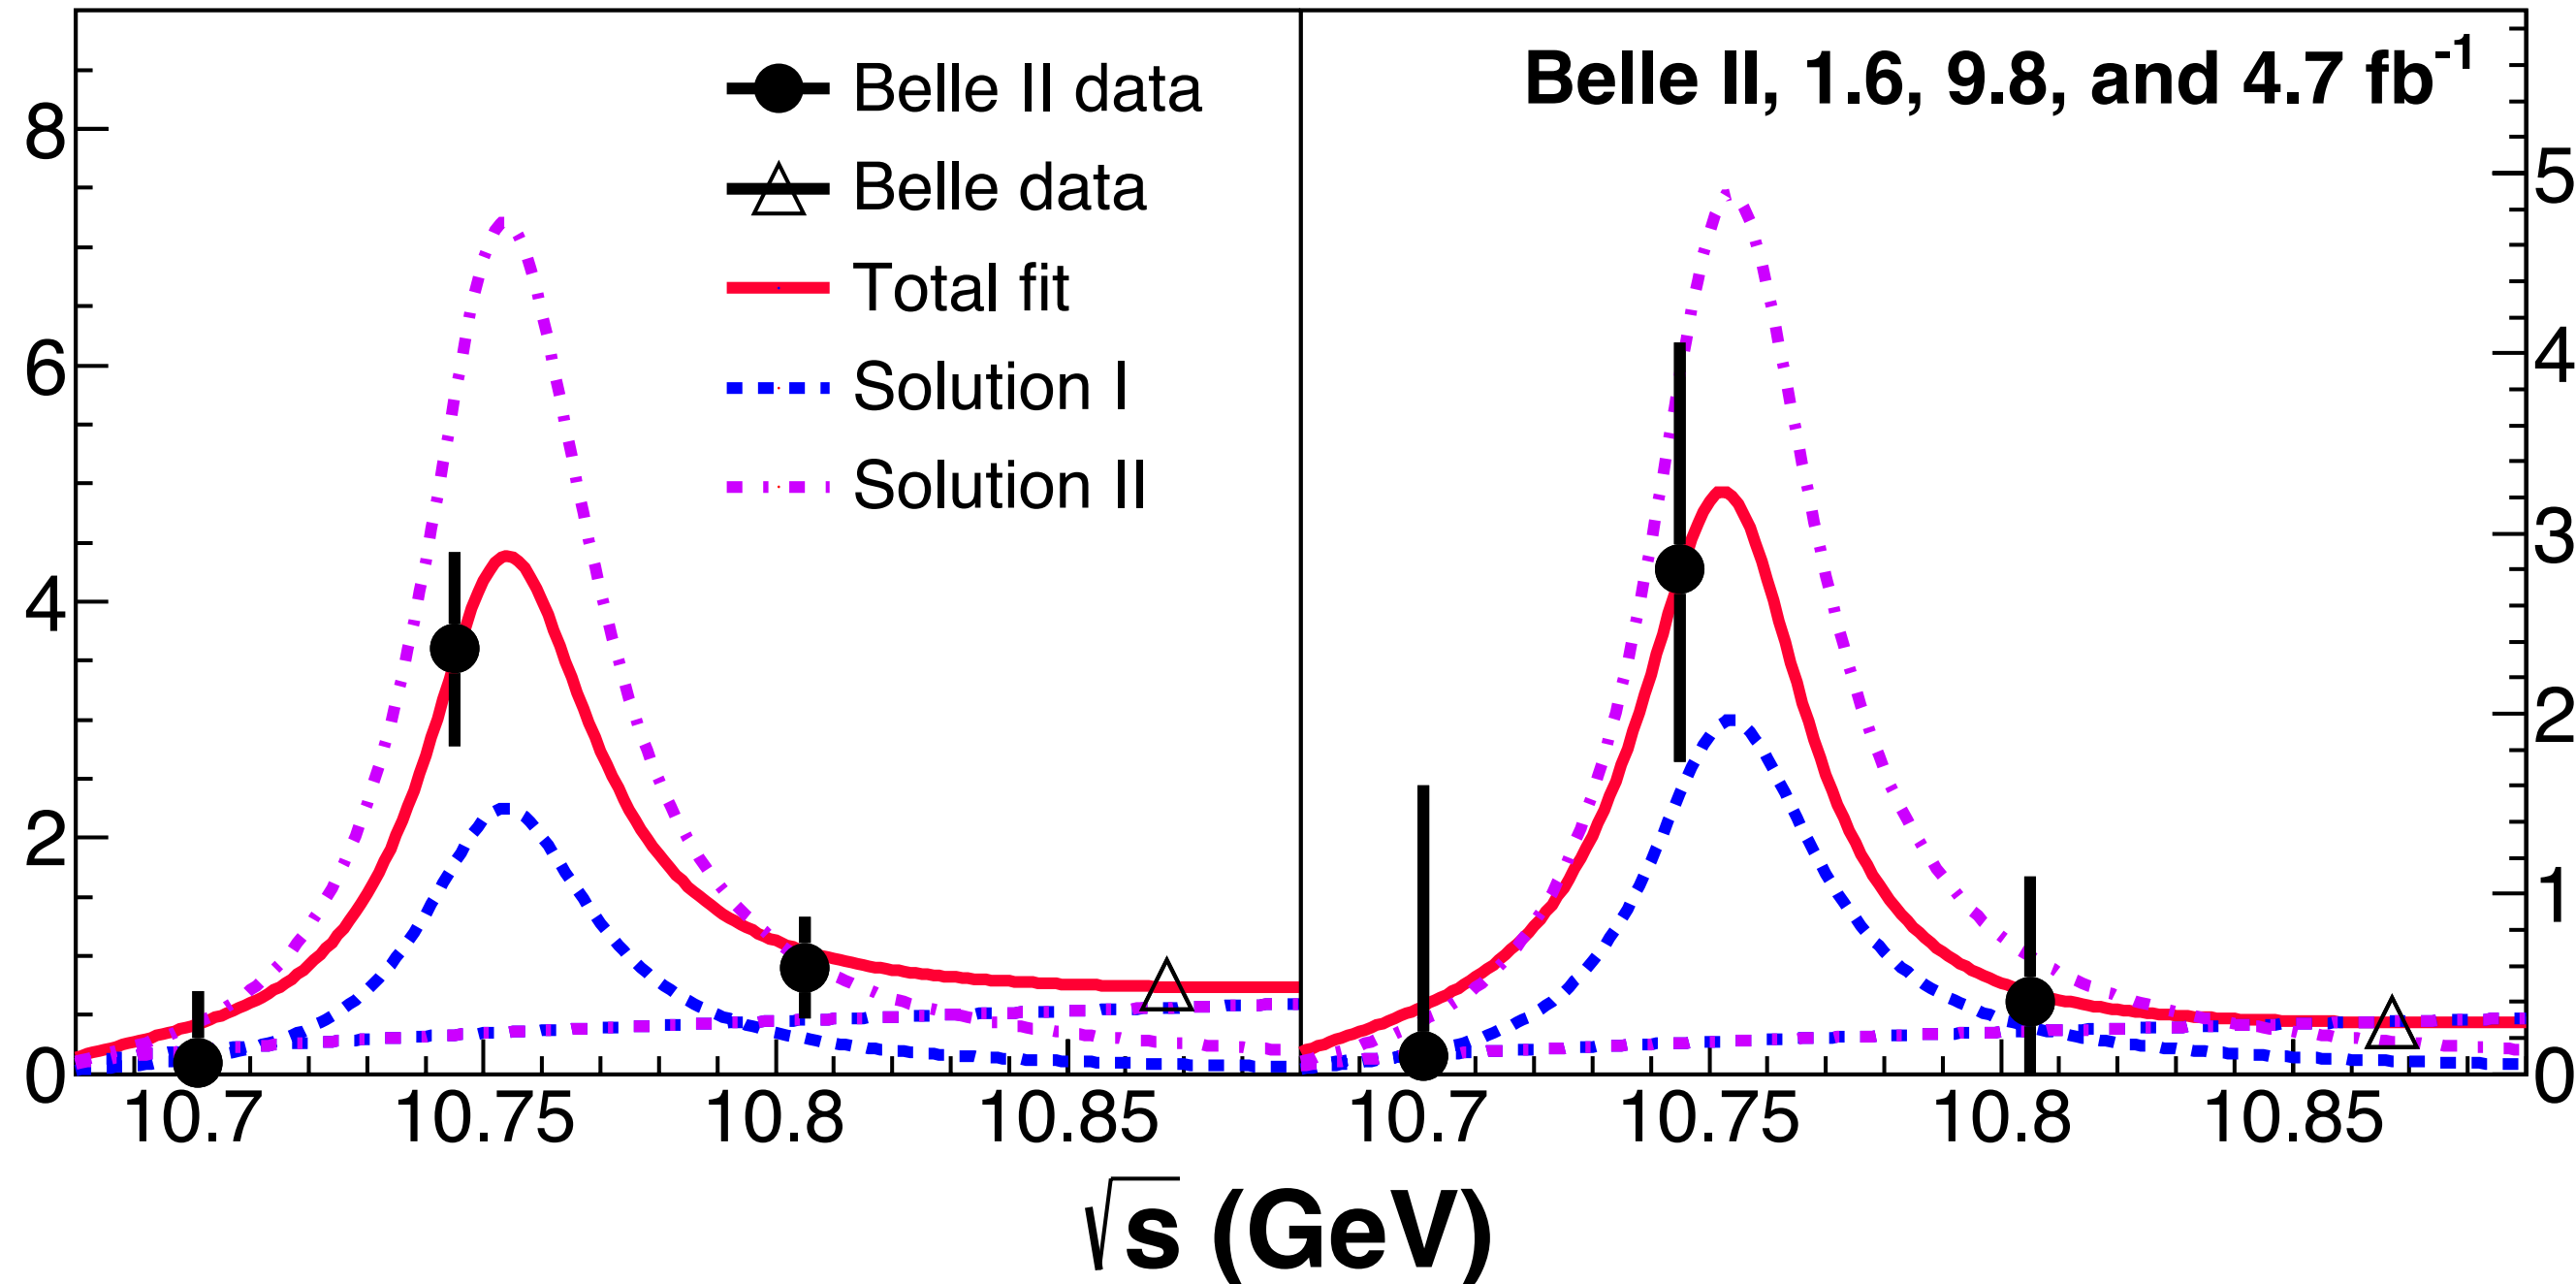 Belle II data
Belle data
Total fit
Solution I
Solution II
Belle II, 1.6, 9.8, and 4.7 fb⁻¹
8
6
4
2
0
5
4
3
2
1
0
10.7 10.75 10.8 10.85 10.7 10.75 10.8 10.85
√s (GeV)